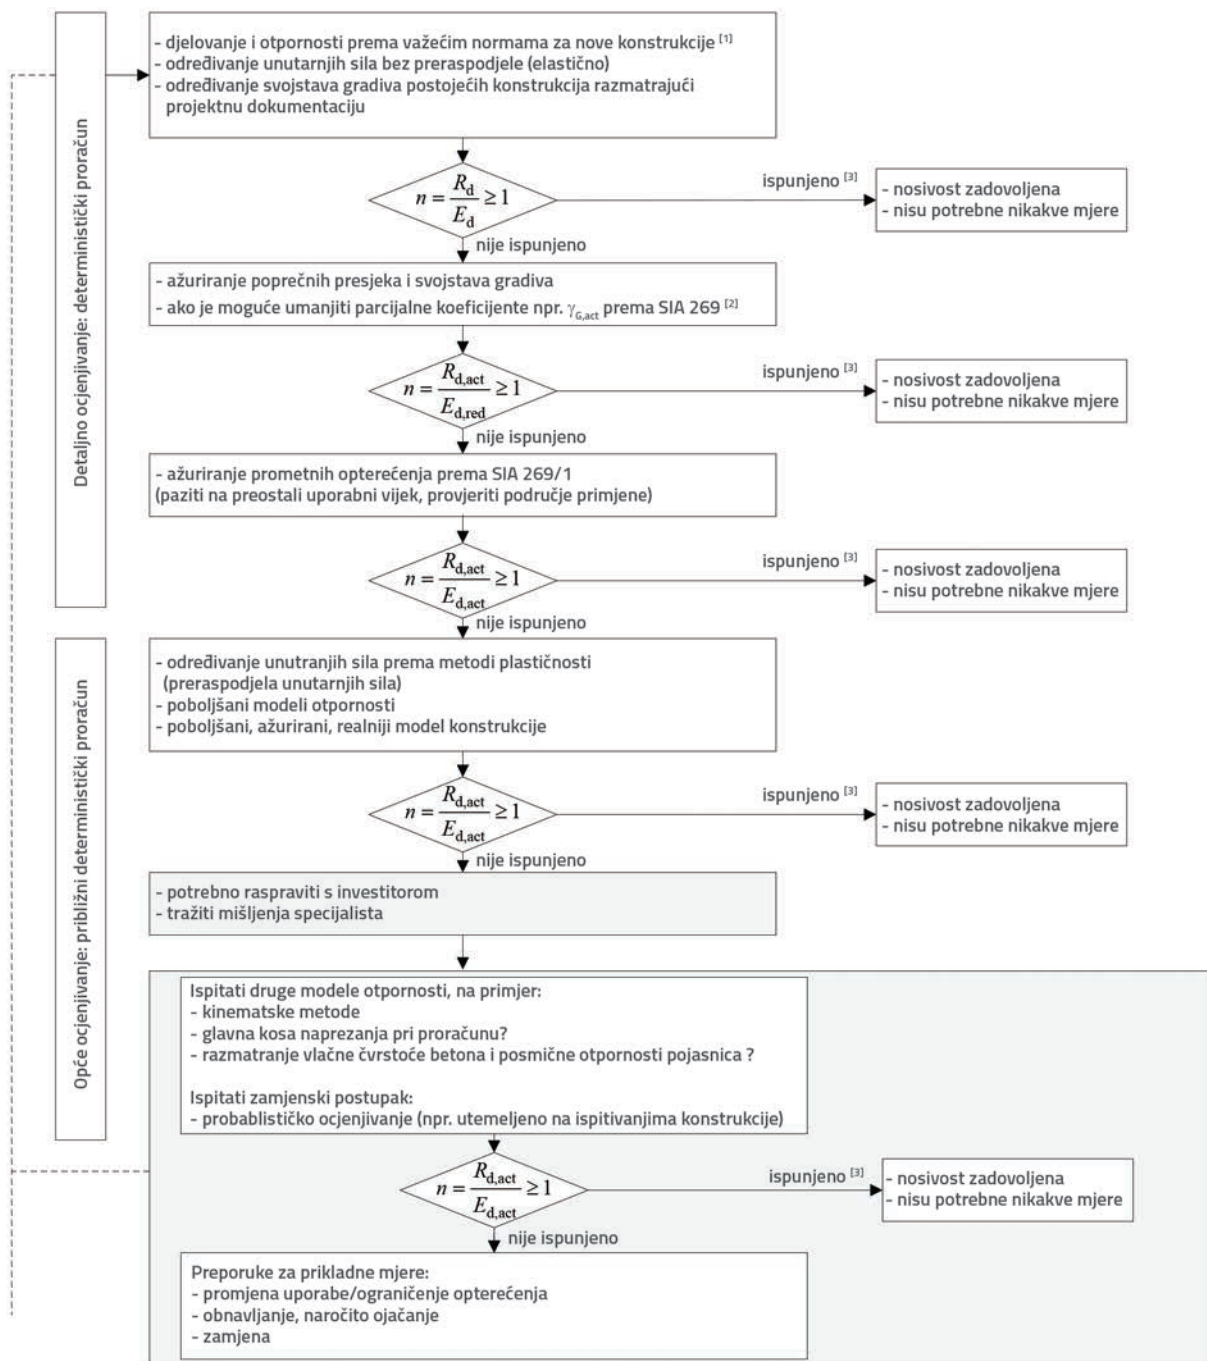 Detaljno ocjenjivanje: deterministički proračun
- djelovanje i otpornosti prema važećim normama za nove konstrukcije [1]
- određivanje unutarnjih sila bez preraspodjele (elastično)
- određivanje svojstava gradiva postojećih konstrukcija razmatrajući
projektnu dokumentaciju
n = R_d / E_d ≥ 1
ispunjeno [3]
- nosivost zadovoljena
- nisu potrebne nikakve mjere
nije ispunjeno
- ažuriranje poprečnih presjeka i svojstava gradiva
- ako je moguće umanjiti parcijalne koeficijente npr. γ_G,act prema SIA 269 [2]
n = R_d,act / E_d,red ≥ 1
ispunjeno [3]
- nosivost zadovoljena
- nisu potrebne nikakve mjere
nije ispunjeno
- ažuriranje prometnih opterećenja prema SIA 269/1
(paziti na preostali uporabni vijek, provjeriti područje primjene)
n = R_d,act / E_d,act ≥ 1
ispunjeno [3]
- nosivost zadovoljena
- nisu potrebne nikakve mjere
nije ispunjeno
Opće ocjenjivanje: približni deterministički proračun
- određivanje unutranjih sila prema metodi plastičnosti
(preraspodjela unutarnjih sila)
- poboljšani modeli otpornosti
- poboljšani, ažurirani, realniji model konstrukcije
n = R_d,act / E_d,act ≥ 1
ispunjeno [3]
- nosivost zadovoljena
- nisu potrebne nikakve mjere
nije ispunjeno
- potrebno raspraviti s investitorom
- tražiti mišljenja specijalista
Ispitati druge modele otpornosti, na primjer:
- kinematske metode
- glavna kosa naprezanja pri proračunu?
- razmatranje vlačne čvrstoće betona i posmične otpornosti pojasnica ?
Ispitati zamjenski postupak:
- probablističko ocjenjivanje (npr. utemeljeno na ispitivanjima konstrukcije)
n = R_d,act / E_d,act ≥ 1
ispunjeno [3]
- nosivost zadovoljena
- nisu potrebne nikakve mjere
nije ispunjeno
Preporuke za prikladne mjere:
- promjena uporabe/ograničenje opterećenja
- obnavljanje, naročito ojačanje
- zamjena